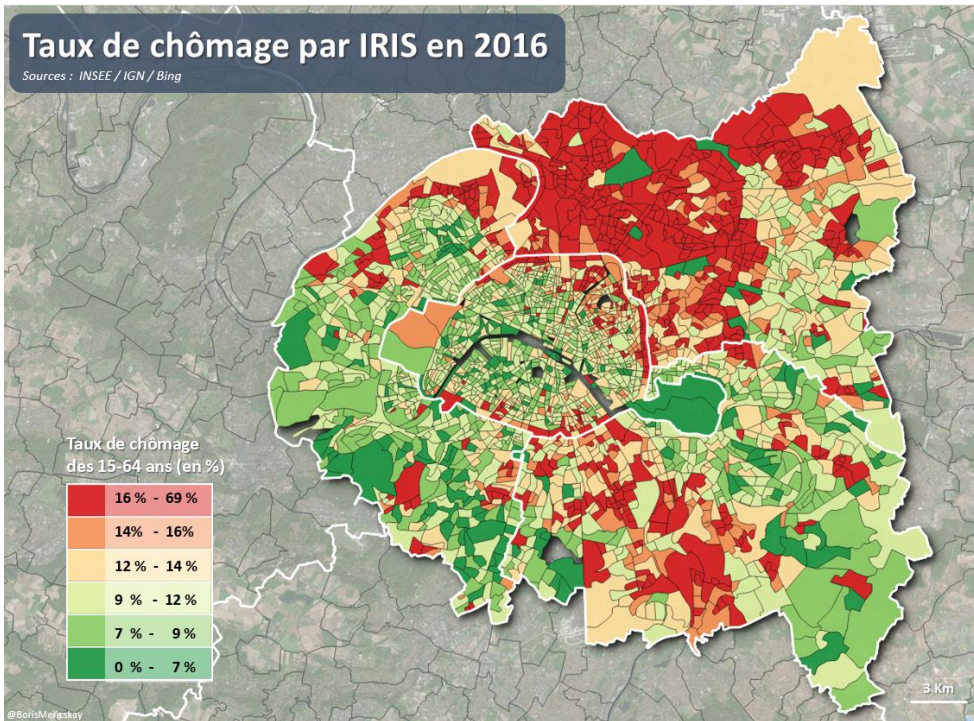 Taux de chômage par IRIS en 2016
Sources : INSEE / IGN / Bing
Taux de chômage
des 15-64 ans (en %)
16 % - 69 %
14% - 16%
12 % - 14 %
9 % - 12 %
7 % - 9 %
0 % - 7 %
3 Km